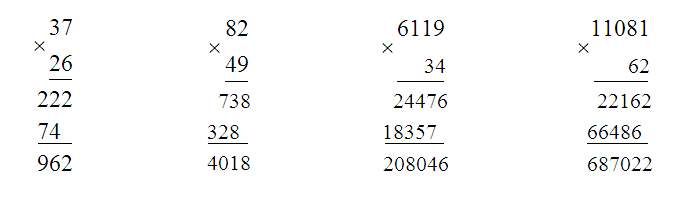 37 82 6119 11081
× × × ×
26 49 34 62
222 738 24476 22162
74 328 18357 66486
962 4018 208046 687022